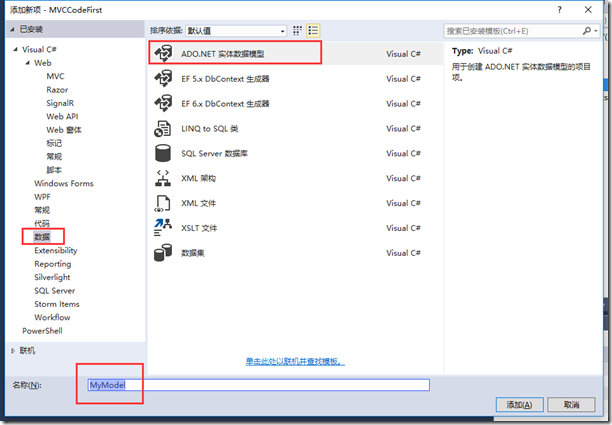 添加新项 - MVCCodeFirst
? ×
已安装
排序依据: 默认值
搜索已安装模板(Ctrl+E)
Visual C#
Web
MVC
Razor
SignalR
Web API
Web 窗体
标记
常规
脚本
Windows Forms
WPF
常规
代码
数据
Extensibility
Reporting
Silverlight
SQL Server
Storm Items
Workflow
PowerShell
联机
ADO.NET 实体数据模型 Visual C#
EF 5.x DbContext 生成器 Visual C#
EF 6.x DbContext 生成器 Visual C#
LINQ to SQL 类 Visual C#
SQL Server 数据库 Visual C#
XML 架构 Visual C#
XML 文件 Visual C#
XSLT 文件 Visual C#
数据集 Visual C#
单击此处以联机并查找模板。
Type: Visual C#
用于创建 ADO.NET 实体数据模型的项目
项。
名称(N): MyModel
添加(A) 取消